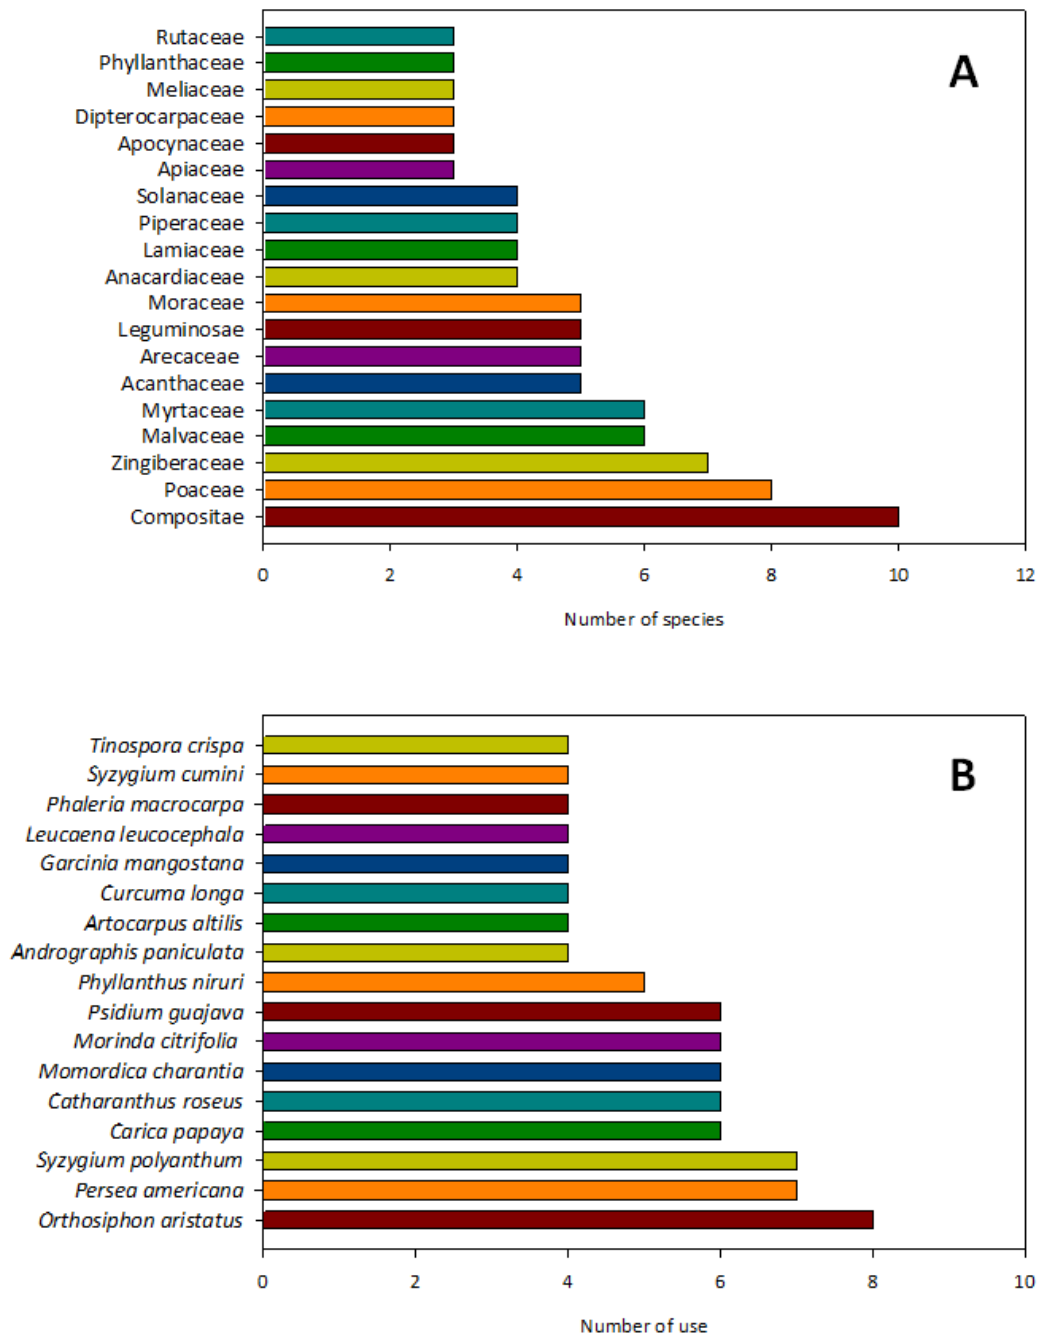 A
Rutaceae
Phyllanthaceae
Meliaceae
Dipterocarpaceae
Apocynaceae
Apiaceae
Solanaceae
Piperaceae
Lamiaceae
Anacardiaceae
Moraceae
Leguminosae
Arecaceae
Acanthaceae
Myrtaceae
Malvaceae
Zingiberaceae
Poaceae
Compositae
0 2 4 6 8 10 12
Number of species
B
Tinospora crispa
Syzygium cumini
Phaleria macrocarpa
Leucaena leucocephala
Garcinia mangostana
Curcuma longa
Artocarpus altilis
Andrographis paniculata
Phyllanthus niruri
Psidium guajava
Morinda citrifolia
Momordica charantia
Catharanthus roseus
Carica papaya
Syzygium polyanthum
Persea americana
Orthosiphon aristatus
0 2 4 6 8 10
Number of use